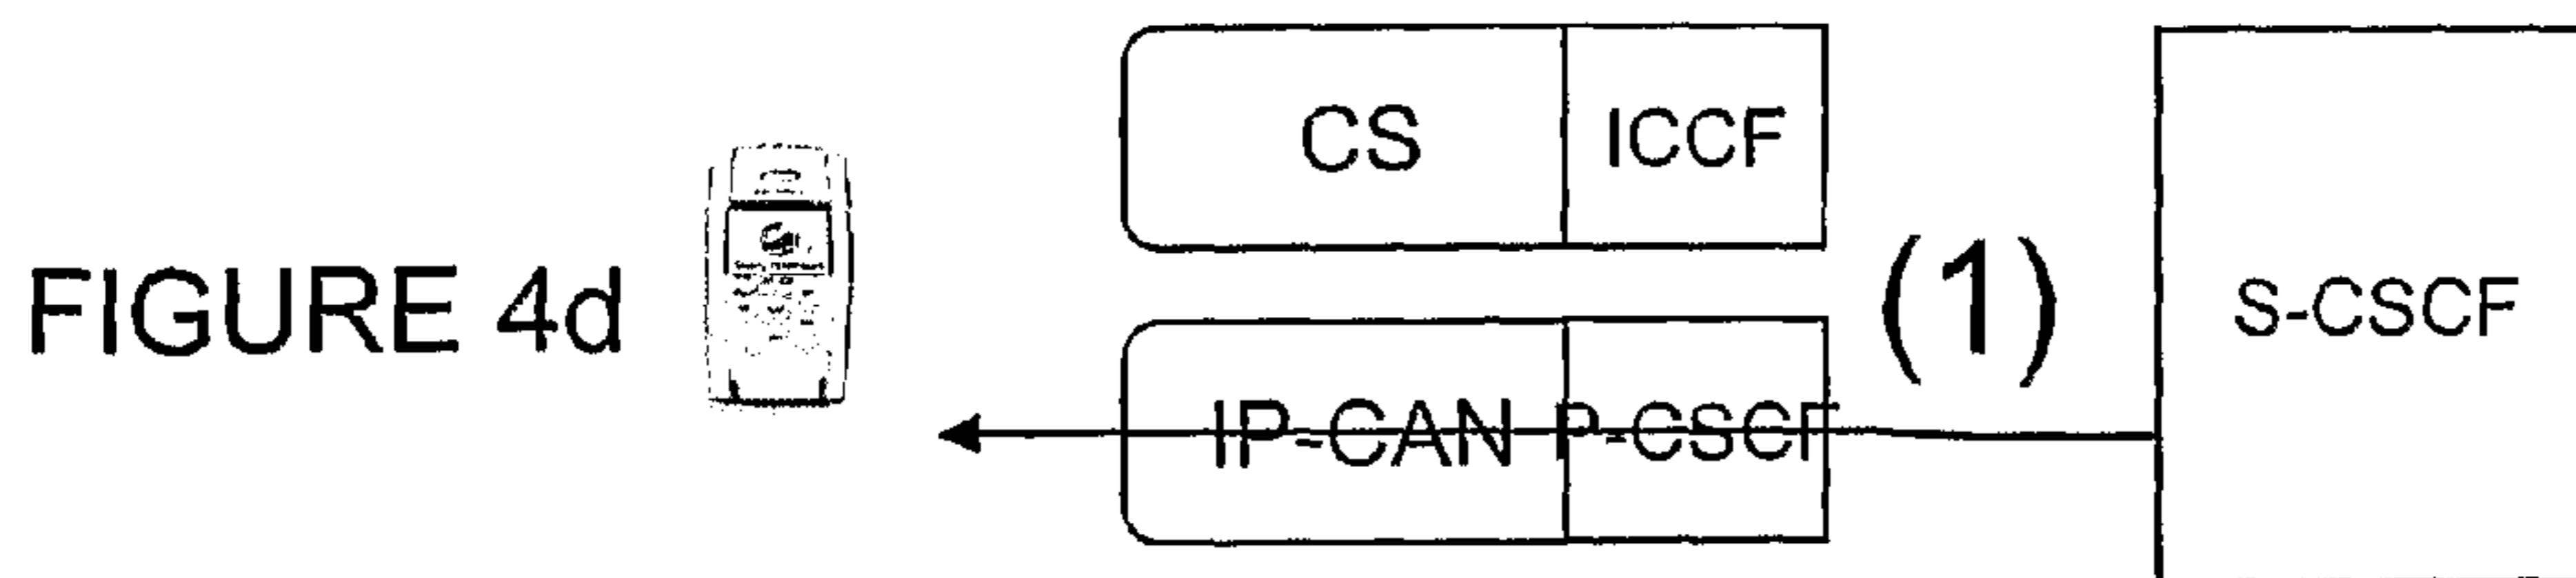 FIGURE 4d
CS
ICCF
(1)
S-CSCF
IP-CAN
P-CSCF